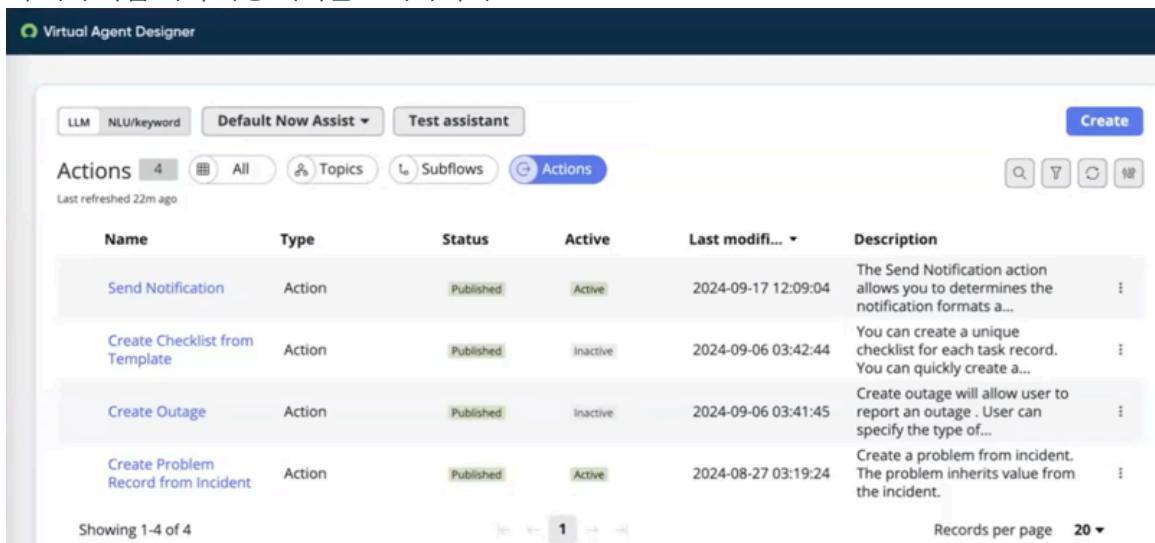 Virtual Agent Designer
LLM NLU/keyword Default Now Assist Test assistant Create
Actions 4 All Topics Subflows Actions
Last refreshed 22m ago
Name Type Status Active Last modifi... Description
Send Notification Action Published Active 2024-09-17 12:09:04 The Send Notification action
allows you to determines the
notification formats a...
Create Checklist from
Template Action Published Inactive 2024-09-06 03:42:44 You can create a unique
checklist for each task record.
You can quickly create a...
Create Outage Action Published Inactive 2024-09-06 03:41:45 Create outage will allow user to
report an outage . User can
specify the type of...
Create Problem
Record from Incident Action Published Active 2024-08-27 03:19:24 Create a problem from incident.
The problem inherits value from
the incident.
Showing 1-4 of 4 1 Records per page 20